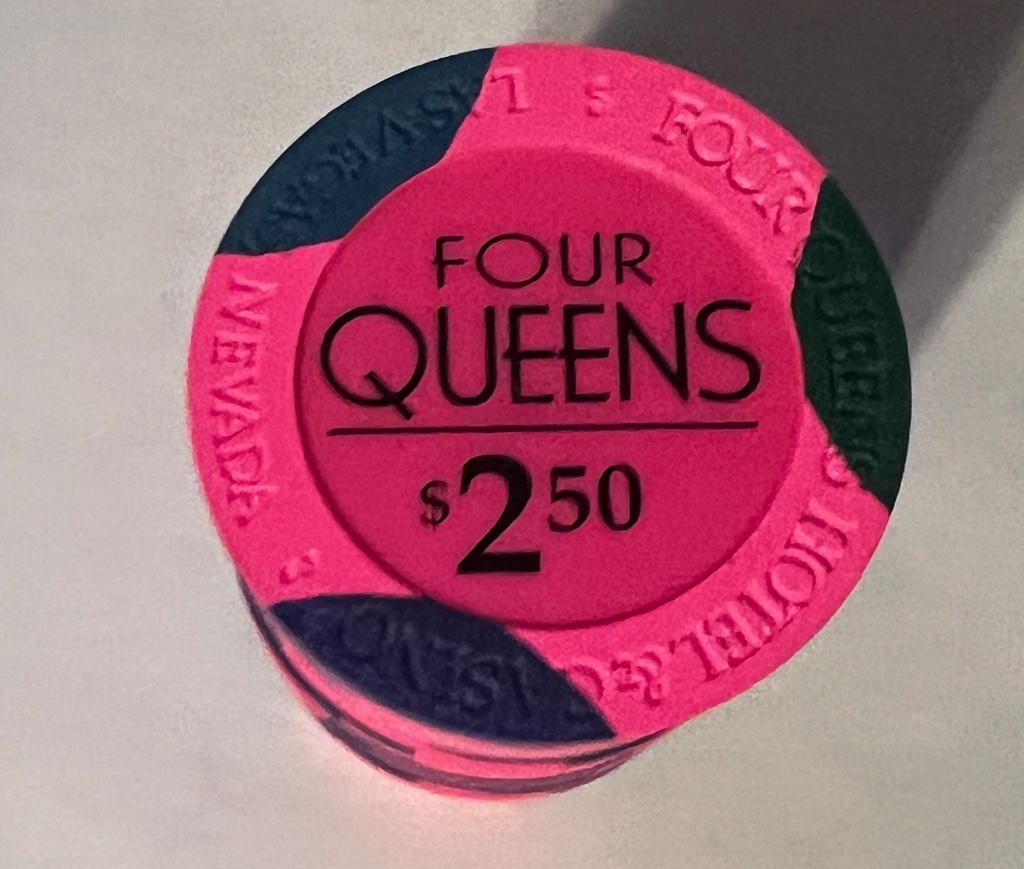 FOUR
QUEENS
$2.50
FOUR QUEENS HOTEL & CASINO
NEVADA
LAS VEGAS